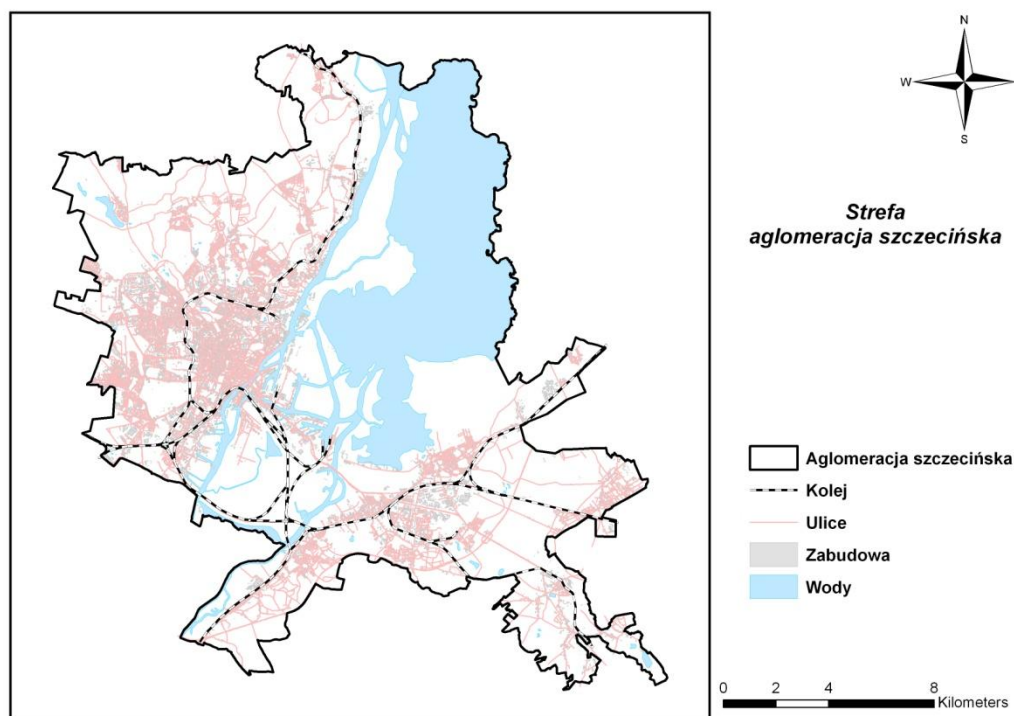 N
W
S
Strefa
aglomeracja szczecińska
Aglomeracja szczecińska
Kolej
Ulice
Zabudowa
Wody
0 2 4 8
Kilometers